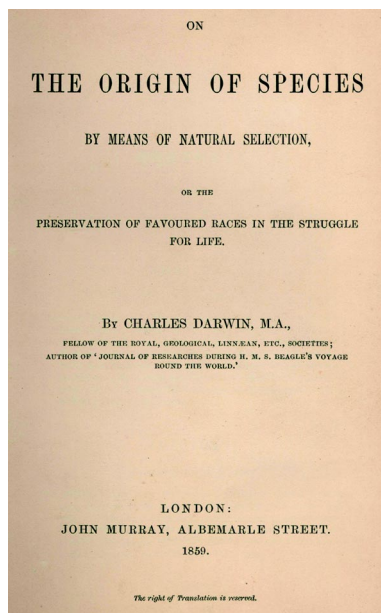 ON
THE ORIGIN OF SPECIES
BY MEANS OF NATURAL SELECTION,
OR THE
PRESERVATION OF FAVOURED RACES IN THE STRUGGLE
FOR LIFE.
BY CHARLES DARWIN, M.A.,
FELLOW OF THE ROYAL, GEOLOGICAL, LINNÆAN, ETC., SOCIETIES;
AUTHOR OF ‘JOURNAL OF RESEARCHES DURING H. M. S. BEAGLE’S VOYAGE
ROUND THE WORLD.’
LONDON:
JOHN MURRAY, ALBEMARLE STREET.
1859.
The right of Translation is reserved.